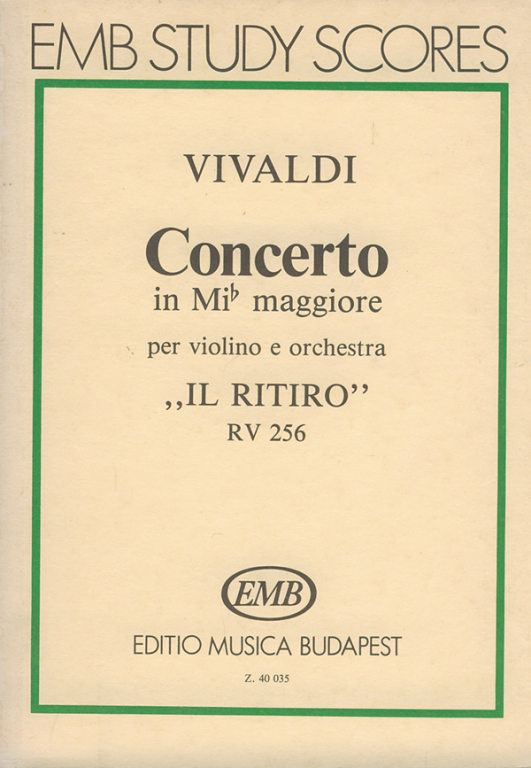 EMB STUDY SCORES
VIVALDI
Concerto
in Mi♭ maggiore
per violino e orchestra
„IL RITIRO”
RV 256
EMB
EDITIO MUSICA BUDAPEST
Z. 40 035